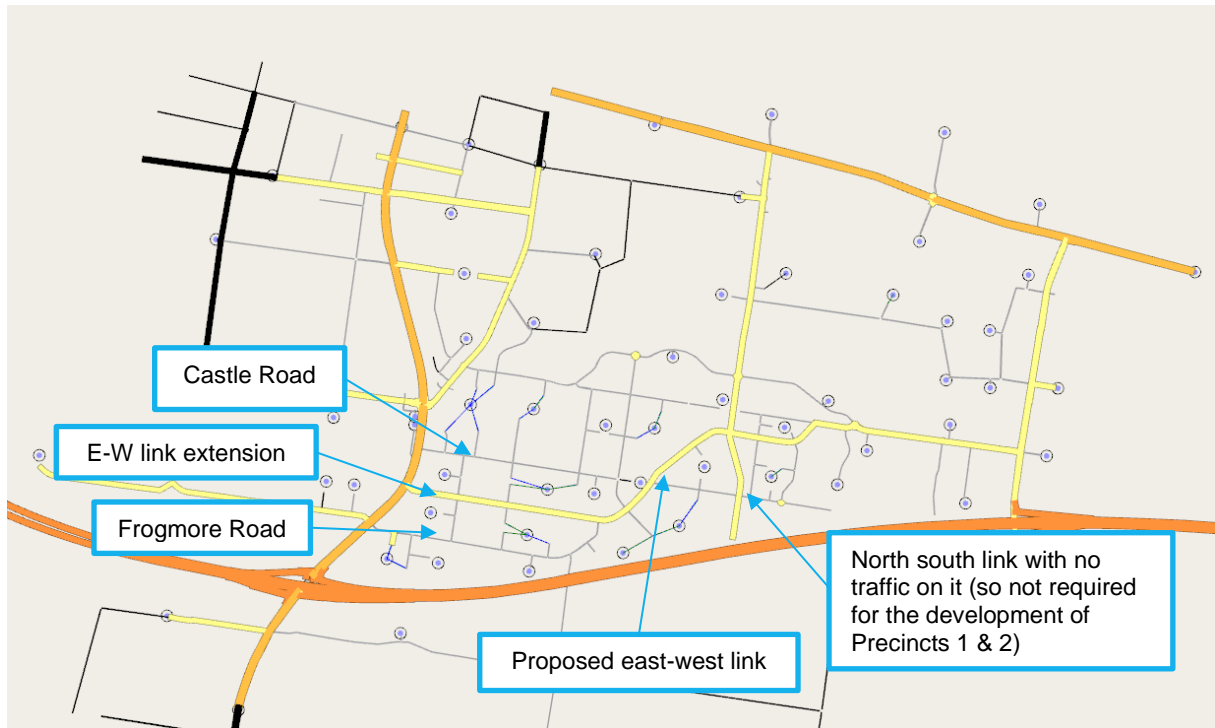 Castle Road
E-W link extension
Frogmore Road
Proposed east-west link
North south link with no
traffic on it (so not required
for the development of
Precincts 1 & 2)